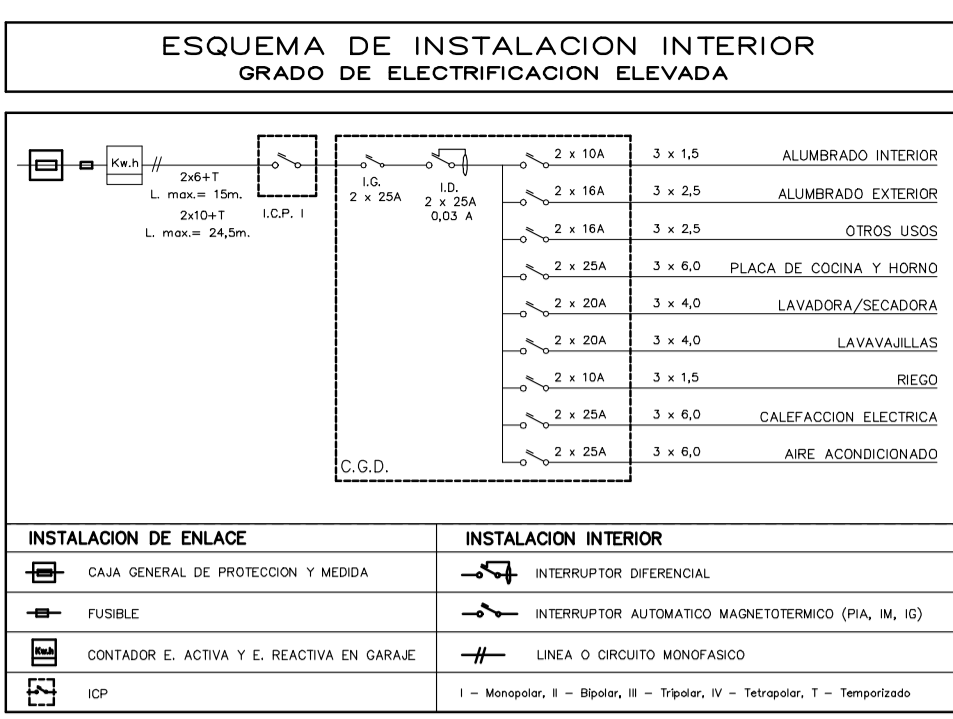 ESQUEMA DE INSTALACION INTERIOR
GRADO DE ELECTRIFICACION ELEVADA
Kw.h
2x6+T
L. max.= 15m.
2x10+T
L. max.= 24,5m.
I.C.P. I
I.G.
2 x 25A
I.D.
2 x 25A
0,03 A
2 x 10A 3 x 1,5 ALUMBRADO INTERIOR
2 x 16A 3 x 2,5 ALUMBRADO EXTERIOR
2 x 16A 3 x 2,5 OTROS USOS
2 x 25A 3 x 6,0 PLACA DE COCINA Y HORNO
2 x 20A 3 x 4,0 LAVADORA/SECADORA
2 x 20A 3 x 4,0 LAVAVAJILLAS
2 x 10A 3 x 1,5 RIEGO
2 x 25A 3 x 6,0 CALEFACCION ELECTRICA
2 x 25A 3 x 6,0 AIRE ACONDICIONADO
C.G.D.
INSTALACION DE ENLACE
CAJA GENERAL DE PROTECCION Y MEDIDA
FUSIBLE
Kw.h CONTADOR E. ACTIVA Y E. REACTIVA EN GARAJE
ICP
INSTALACION INTERIOR
INTERRUPTOR DIFERENCIAL
INTERRUPTOR AUTOMATICO MAGNETOTERMICO (PIA, IM, IG)
LINEA O CIRCUITO MONOFASICO
I – Monopolar, II – Bipolar, III – Tripolar, IV – Tetrapolar, T – Temporizado